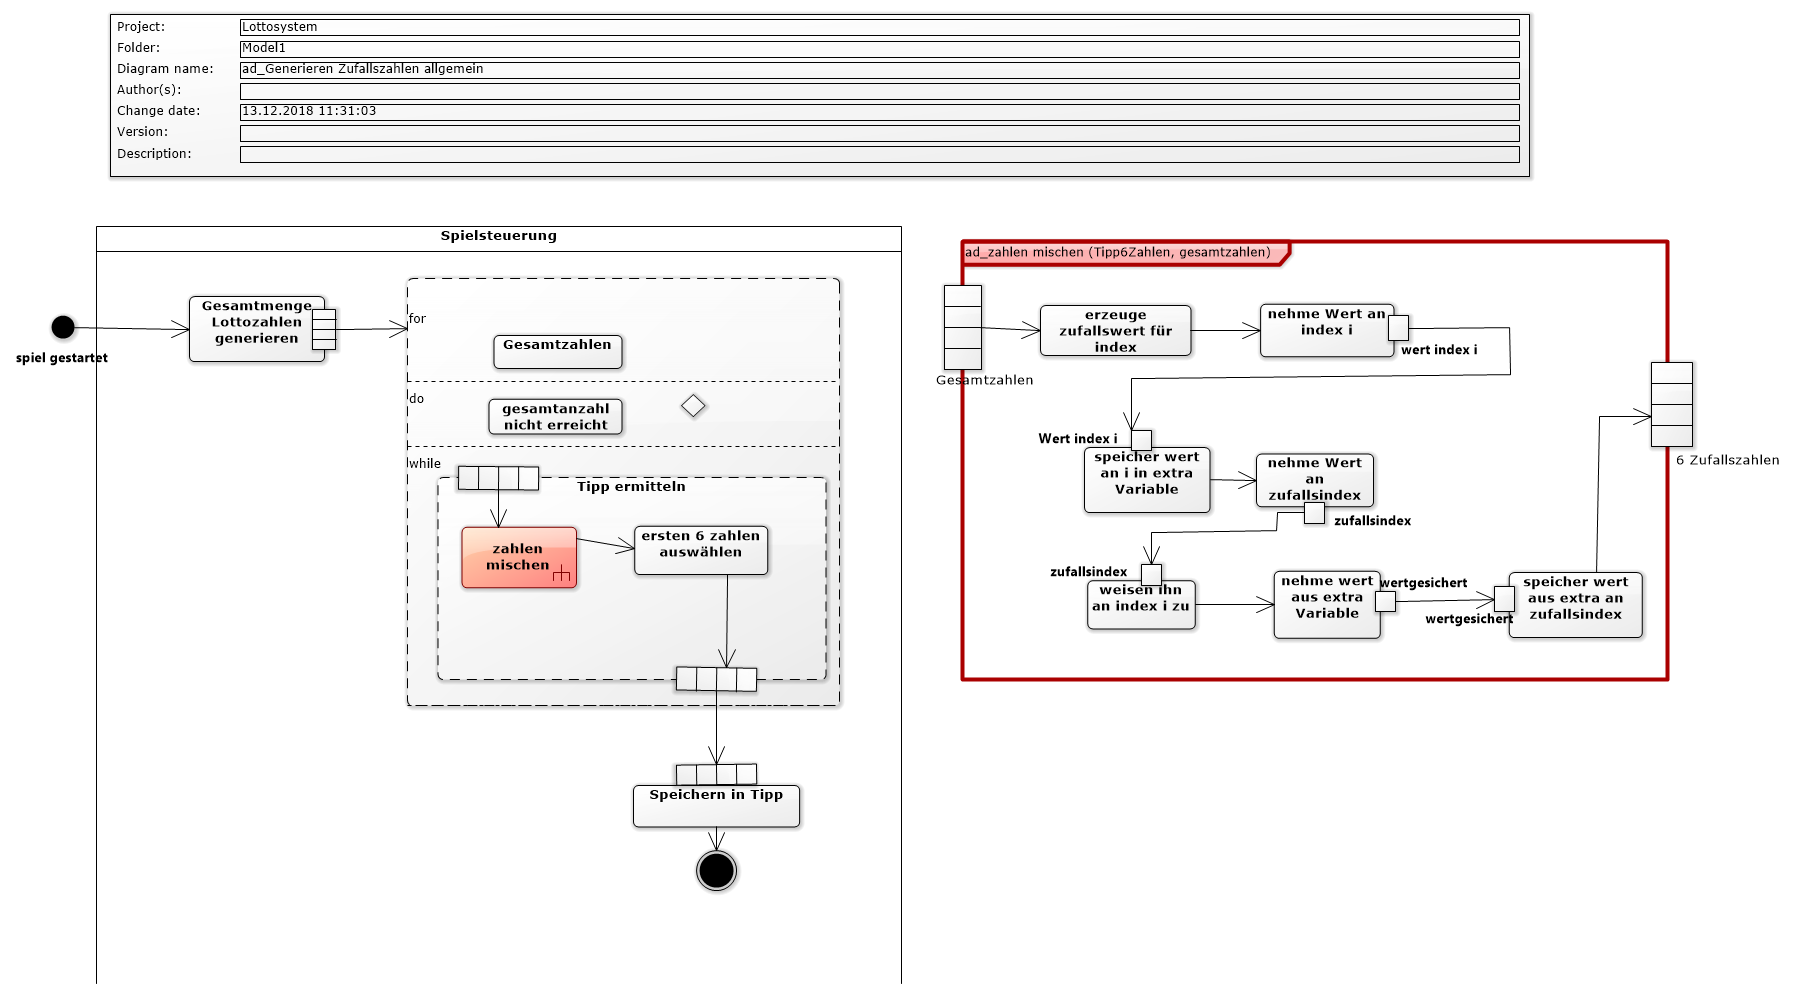 Project:
Lottosystem
Folder:
Model1
Diagram name:
ad_Generieren Zufallszahlen allgemein
Author(s):
Change date:
13.12.2018 11:31:03
Version:
Description:
Spielsteuerung
spiel gestartet
Gesamtmenge
Lottozahlen
generieren
for
Gesamtzahlen
do
gesamtanzahl
nicht erreicht
while
Tipp ermitteln
zahlen
mischen
ersten 6 zahlen
auswählen
Speichern in Tipp
ad_zahlen mischen (Tipp6Zahlen, gesamtzahlen)
Gesamtzahlen
erzeuge
zufallswert für
index
nehme Wert an
index i
wert index i
Wert index i
speicher wert
an i in extra
Variable
nehme Wert
an
zufallsindex
zufallsindex
zufallsindex
weisen ihn
an index i zu
nehme wert
aus extra
Variable
wertgesichert
wertgesichert
speicher wert
aus extra an
zufallsindex
6 Zufallszahlen